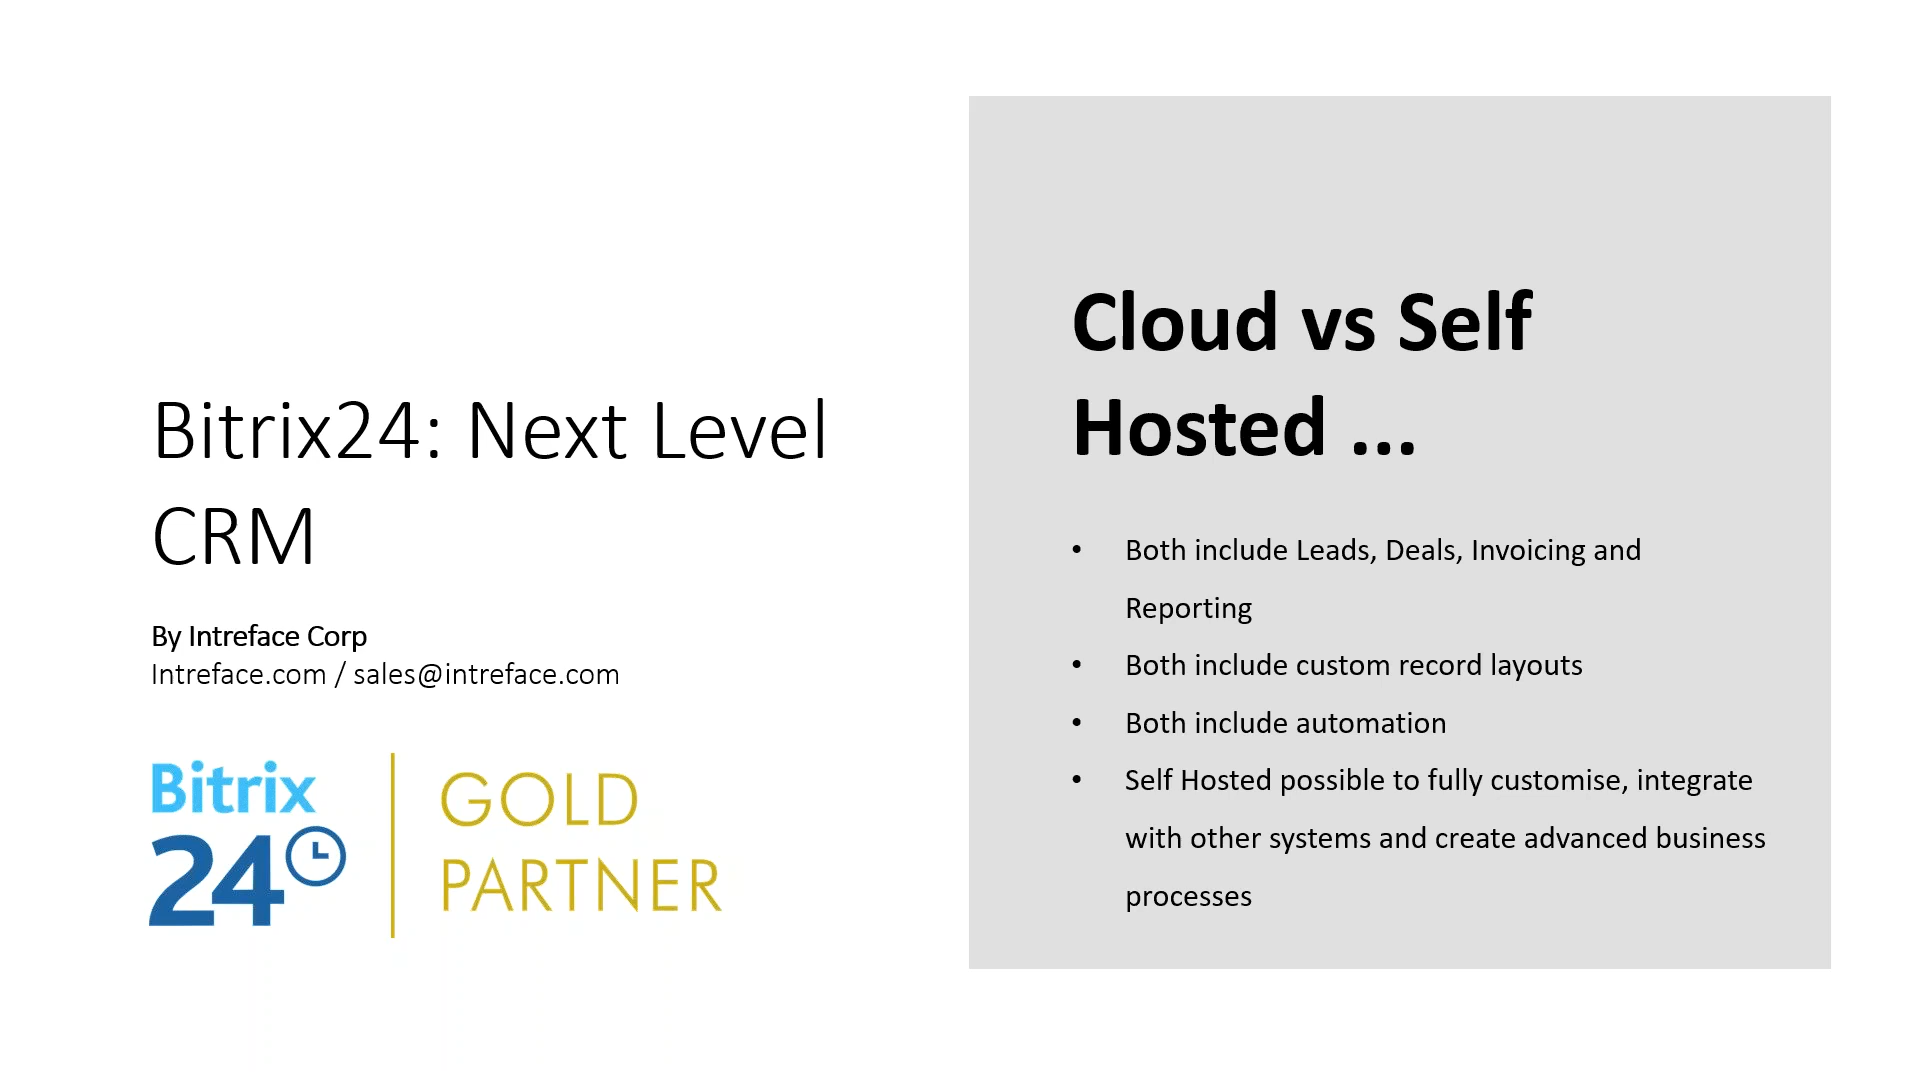 Bitrix24: Next Level
CRM
By Intreface Corp
Intreface.com / sales@intreface.com
Bitrix
24
GOLD
PARTNER
Cloud vs Self
Hosted ...
• Both include Leads, Deals, Invoicing and
Reporting
• Both include custom record layouts
• Both include automation
• Self Hosted possible to fully customise, integrate
with other systems and create advanced business
processes